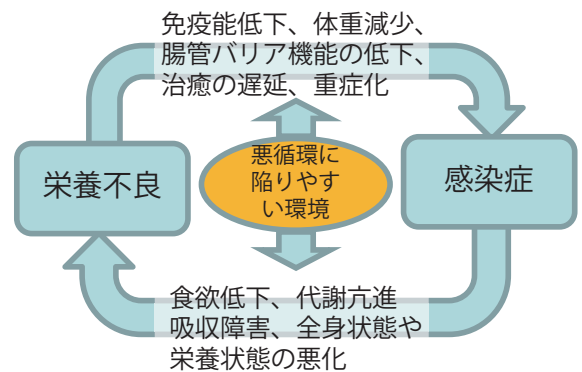 免疫能低下、体重減少、
腸管バリア機能の低下、
治癒の遅延、重症化
栄養不良
悪循環に
陥りやす
い環境
感染症
食欲低下、代謝亢進
吸収障害、全身状態や
栄養状態の悪化